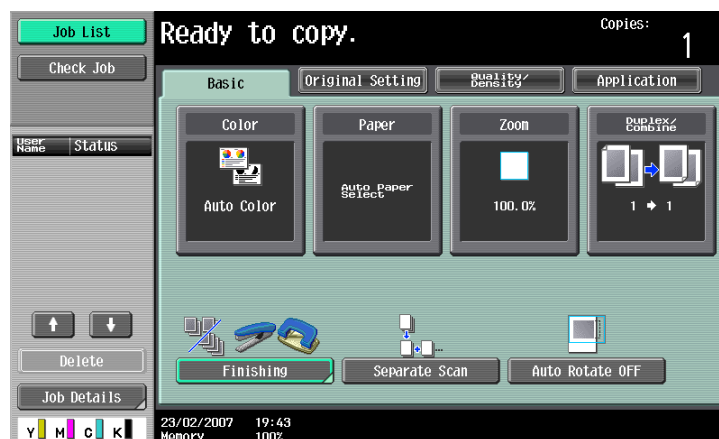 Job List
Ready to copy.
Copies:
1
Check Job
Basic
Original Setting
Quality/
Density
Application
User
Name
Status
Color
Paper
Zoom
Duplex/
Combine
Auto Color
Auto Paper
Select
100.0%
1 → 1
Delete
Finishing
Separate Scan
Auto Rotate OFF
Job Details
Y M C K
23/02/2007 19:43
Memory 100%